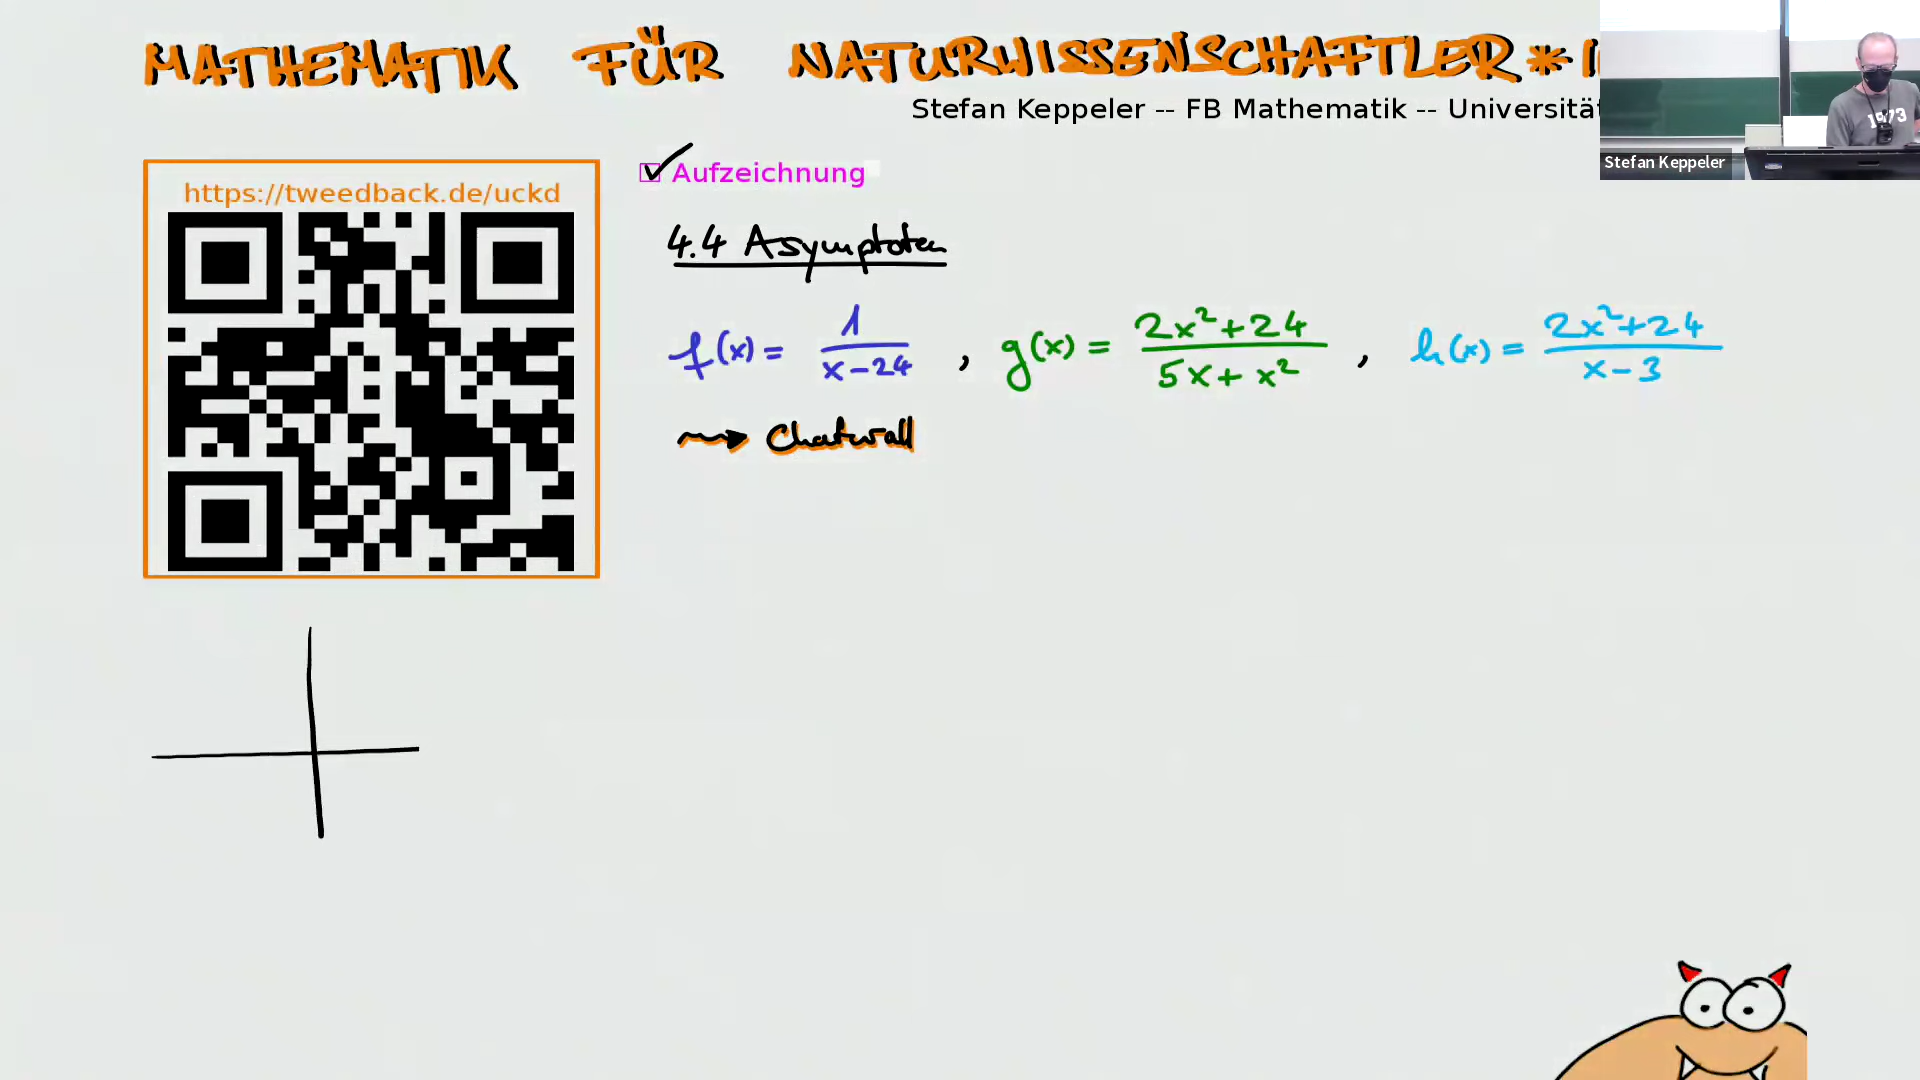 MATHEMATIK FÜR NATURWISSENSCHAFTLER*I
Stefan Keppeler -- FB Mathematik -- Universität
1973
Stefan Keppeler
https://tweedback.de/uckd
Aufzeichnung
4.4 Asymptoten
f(x) = 1/(x-24) , g(x) = (2x²+24)/(5x+x²) , h(x) = (2x²+24)/(x-3)
Chatwall